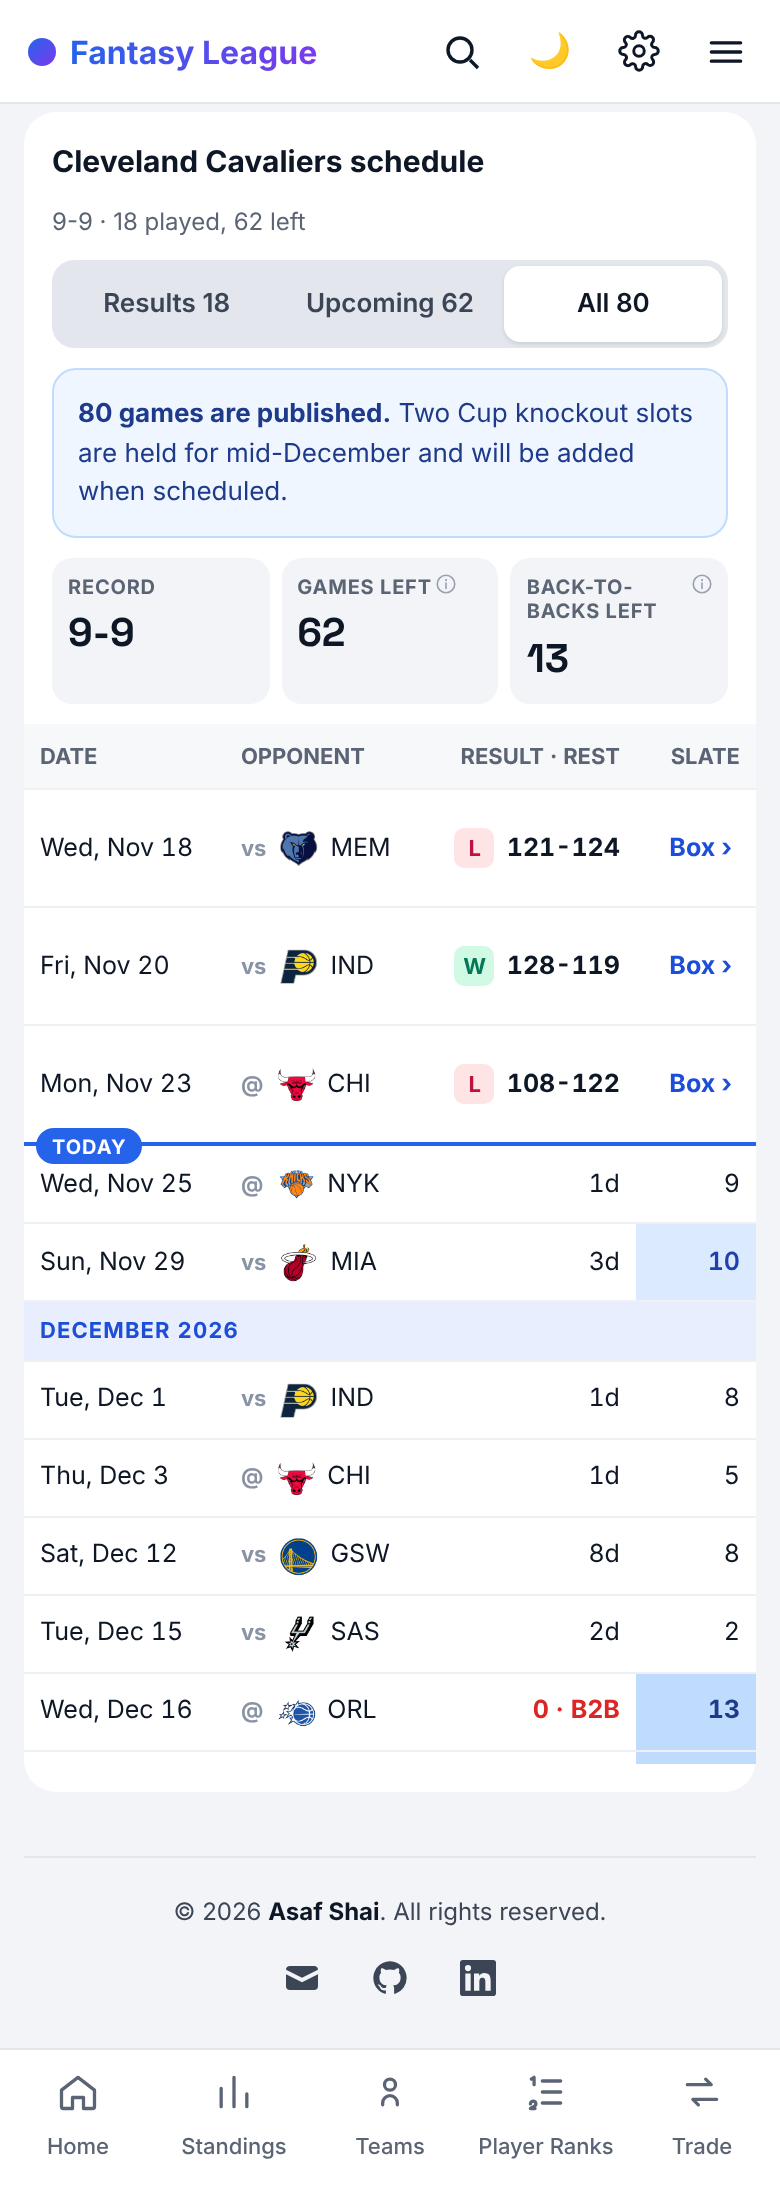 Fantasy League
Cleveland Cavaliers schedule
9-9 · 18 played, 62 left
Results 18 Upcoming 62 All 80
80 games are published. Two Cup knockout slots
are held for mid-December and will be added
when scheduled.
RECORD
9-9
GAMES LEFT
62
BACK-TO-
BACKS LEFT
13
DATE OPPONENT RESULT · REST SLATE
Wed, Nov 18 vs MEM L 121-124 Box ›
Fri, Nov 20 vs IND W 128-119 Box ›
Mon, Nov 23 @ CHI L 108-122 Box ›
TODAY
Wed, Nov 25 @ NYK 1d 9
Sun, Nov 29 vs MIA 3d 10
DECEMBER 2026
Tue, Dec 1 vs IND 1d 8
Thu, Dec 3 @ CHI 1d 5
Sat, Dec 12 vs GSW 8d 8
Tue, Dec 15 vs SAS 2d 2
Wed, Dec 16 @ ORL 0 · B2B 13
© 2026 Asaf Shai. All rights reserved.
Home Standings Teams Player Ranks Trade